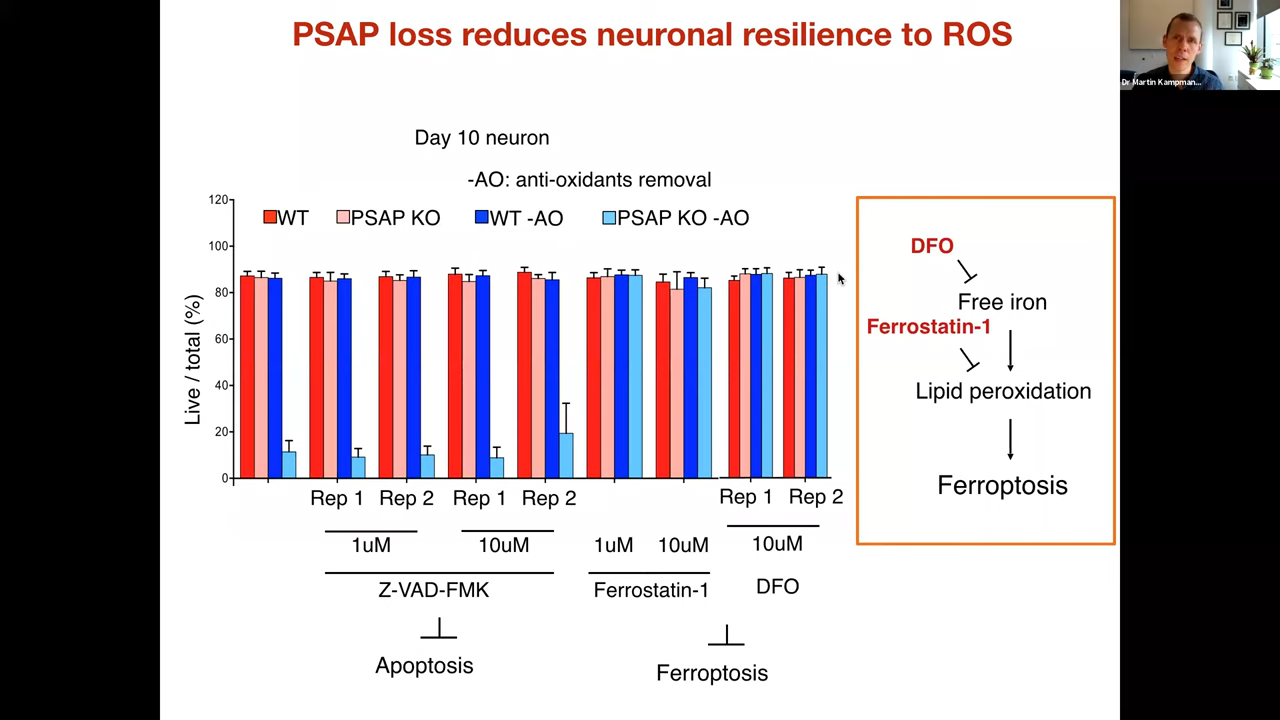 PSAP loss reduces neuronal resilience to ROS
Dr Martin Kampman...
Day 10 neuron
-AO: anti-oxidants removal
WT PSAP KO WT -AO PSAP KO -AO
Live / total (%)
120
100
80
60
40
20
0
Rep 1 Rep 2 Rep 1 Rep 2 Rep 1 Rep 2
1uM 10uM 1uM 10uM 10uM
Z-VAD-FMK Ferrostatin-1 DFO
Apoptosis Ferroptosis
DFO
Free iron
Ferrostatin-1
Lipid peroxidation
Ferroptosis